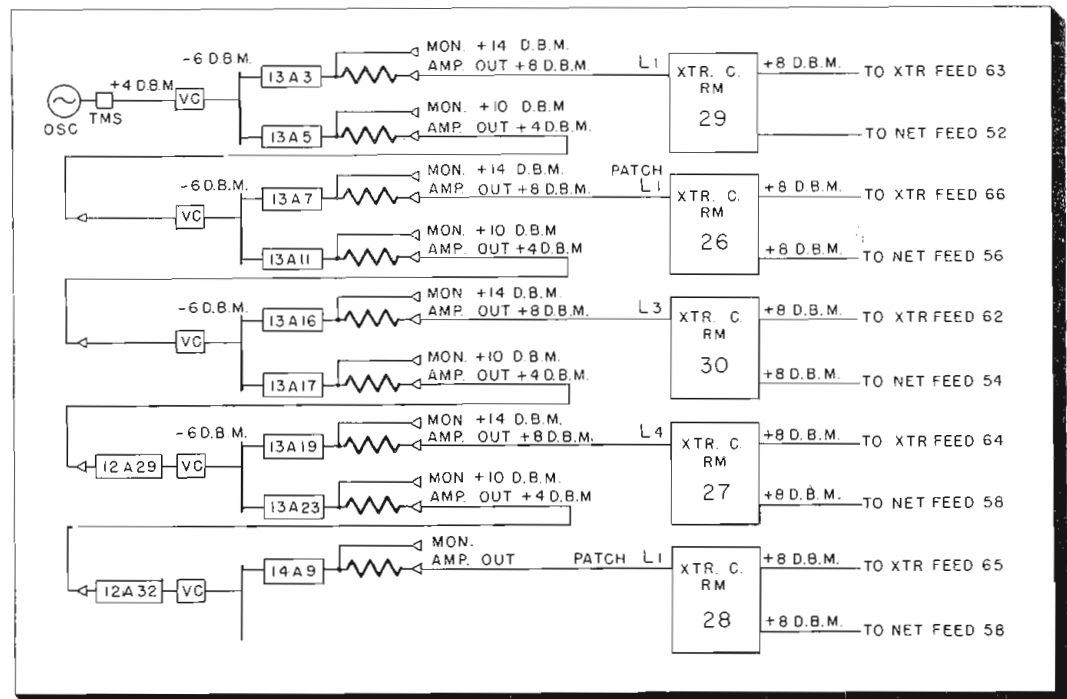 MON. +14 D.B.M.
-6 D.B.M.
13A3
AMP. OUT +8 D.B.M.
L1
XTR. C.
RM
29
+8 D.B.M.
TO XTR FEED 63
+4 D.B.M
OSC
TMS
VC
MON. +10 D.B.M
13A5
AMP. OUT +4 D.B.M.
TO NET FEED 52
MON. +14 D.B.M.
-6 D.B.M.
13A7
AMP. OUT +8 D.B.M.
PATCH
L1
XTR. C.
RM
26
+8 D.B.M.
TO XTR FEED 66
VC
MON. +10 D.B.M
13A11
AMP. OUT +4 D.B.M
+8 D.B.M.
TO NET FEED 56
MON +14 D.B.M.
-6 D.B.M.
13A16
AMP. OUT +8 D.B.M.
L3
XTR. C.
RM
30
+8 D.B.M.
TO XTR FEED 62
VC
MON. +10 D.B.M.
13A17
AMP. OUT +4 D.B.M.
+8 D.B.M.
TO NET FEED 54
MON +14 D.B.M.
-6 D.B.M.
13A19
AMP. OUT +8 D.B.M.
L4
XTR. C.
RM
27
+8 D.B.M.
TO XTR FEED 64
12A29
VC
MON +10 D.B.M.
13A23
AMP. OUT +4 D.B.M
+8 D.B.M.
TO NET FEED 58
MON.
14A9
AMP. OUT
PATCH L1
XTR. C.
RM
28
+8 D.B.M.
TO XTR FEED 65
12A32
VC
+8 D.B.M.
TO NET FEED 58